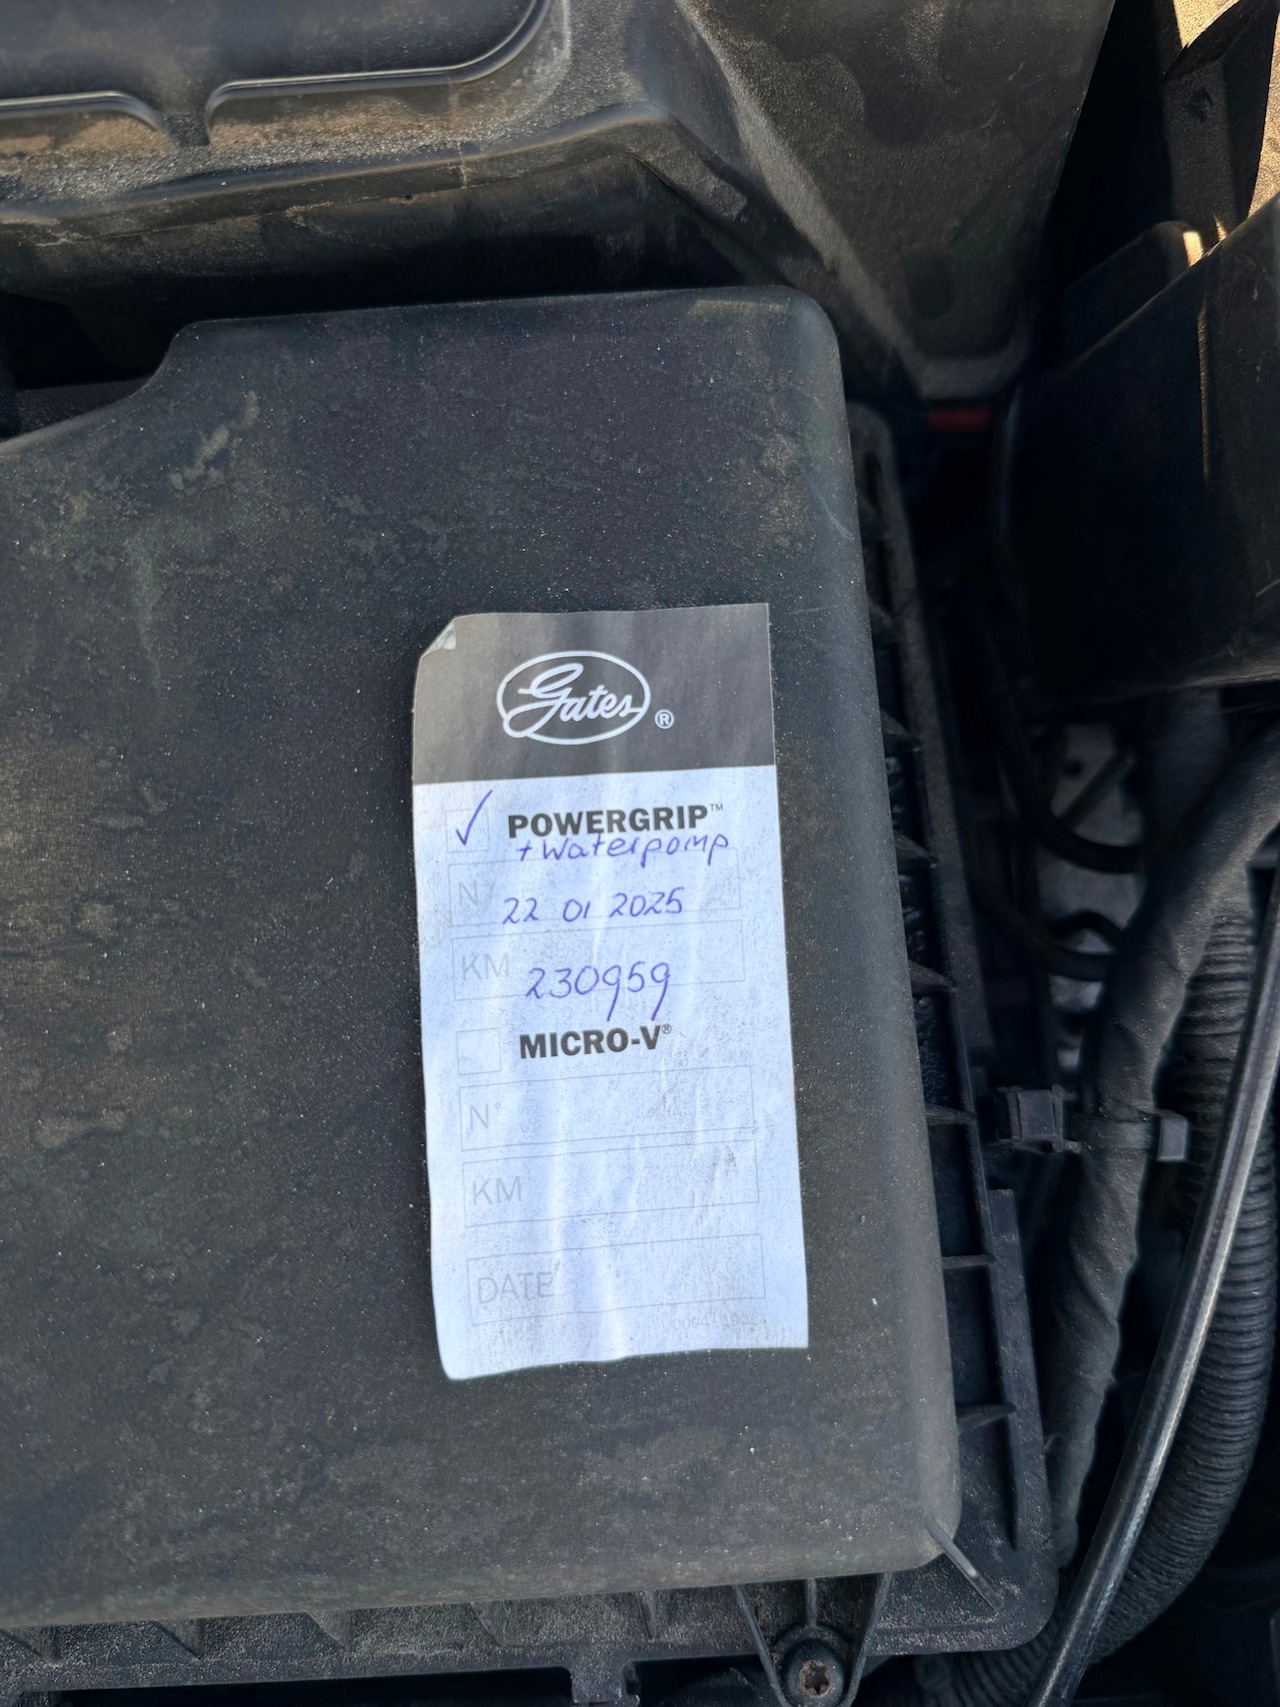 Gates®
✓ POWERGRIP™
+ Waterpomp
N°
22 01 2025
KM 230959
MICRO-V®
N°
KM
DATE